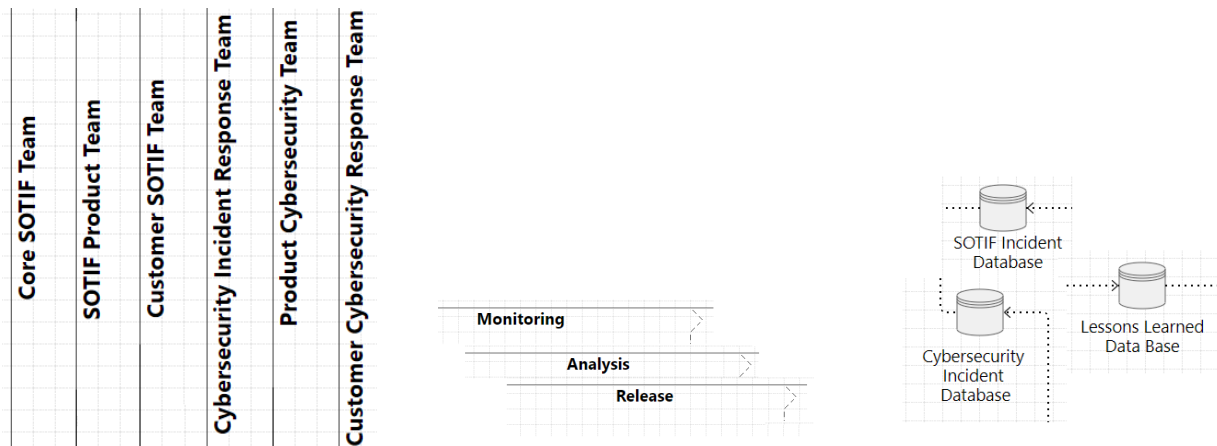 Core SOTIF Team
SOTIF Product Team
Customer SOTIF Team
Cybersecurity Incident Response Team
Product Cybersecurity Team
Customer Cybersecurity Response Team
Monitoring
Analysis
Release
SOTIF Incident
Database
Cybersecurity
Incident
Database
Lessons Learned
Data Base